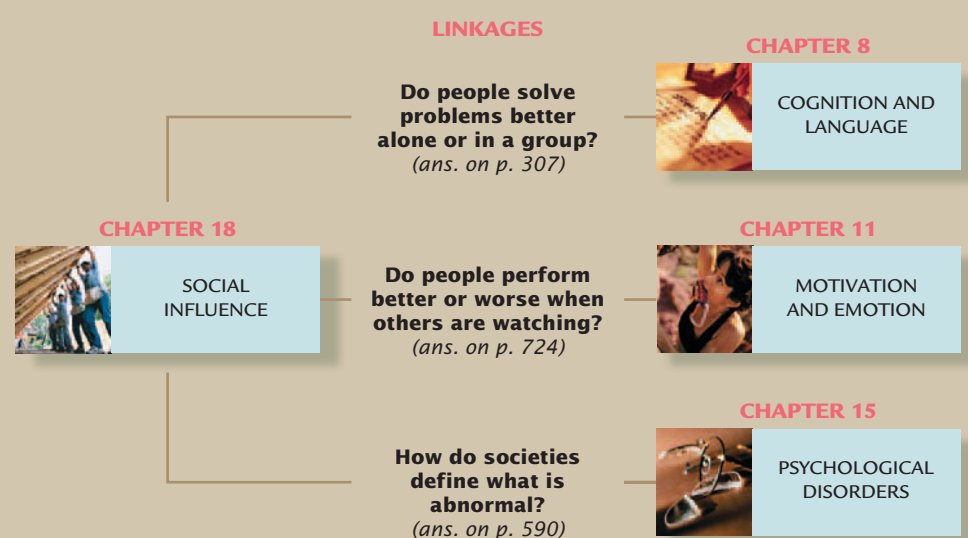 LINKAGES
CHAPTER 8
Do people solve
problems better
alone or in a group?
(ans. on p. 307)
COGNITION AND
LANGUAGE
CHAPTER 18
SOCIAL
INFLUENCE
Do people perform
better or worse when
others are watching?
(ans. on p. 724)
CHAPTER 11
MOTIVATION
AND EMOTION
How do societies
define what is
abnormal?
(ans. on p. 590)
CHAPTER 15
PSYCHOLOGICAL
DISORDERS